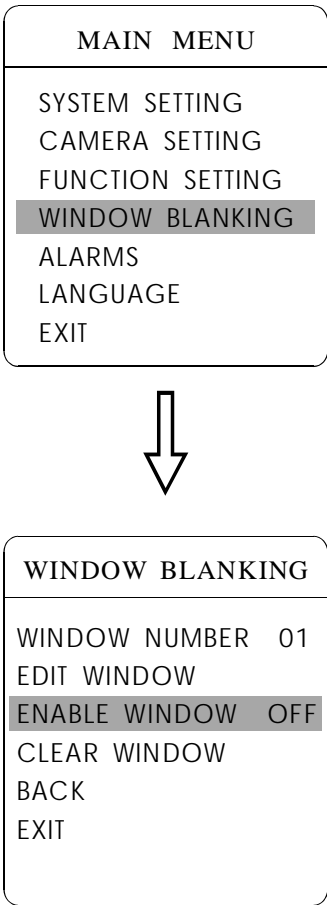 MAIN MENU
SYSTEM SETTING
CAMERA SETTING
FUNCTION SETTING
WINDOW BLANKING
ALARMS
LANGUAGE
EXIT
WINDOW BLANKING
WINDOW NUMBER 01
EDIT WINDOW
ENABLE WINDOW OFF
CLEAR WINDOW
BACK
EXIT